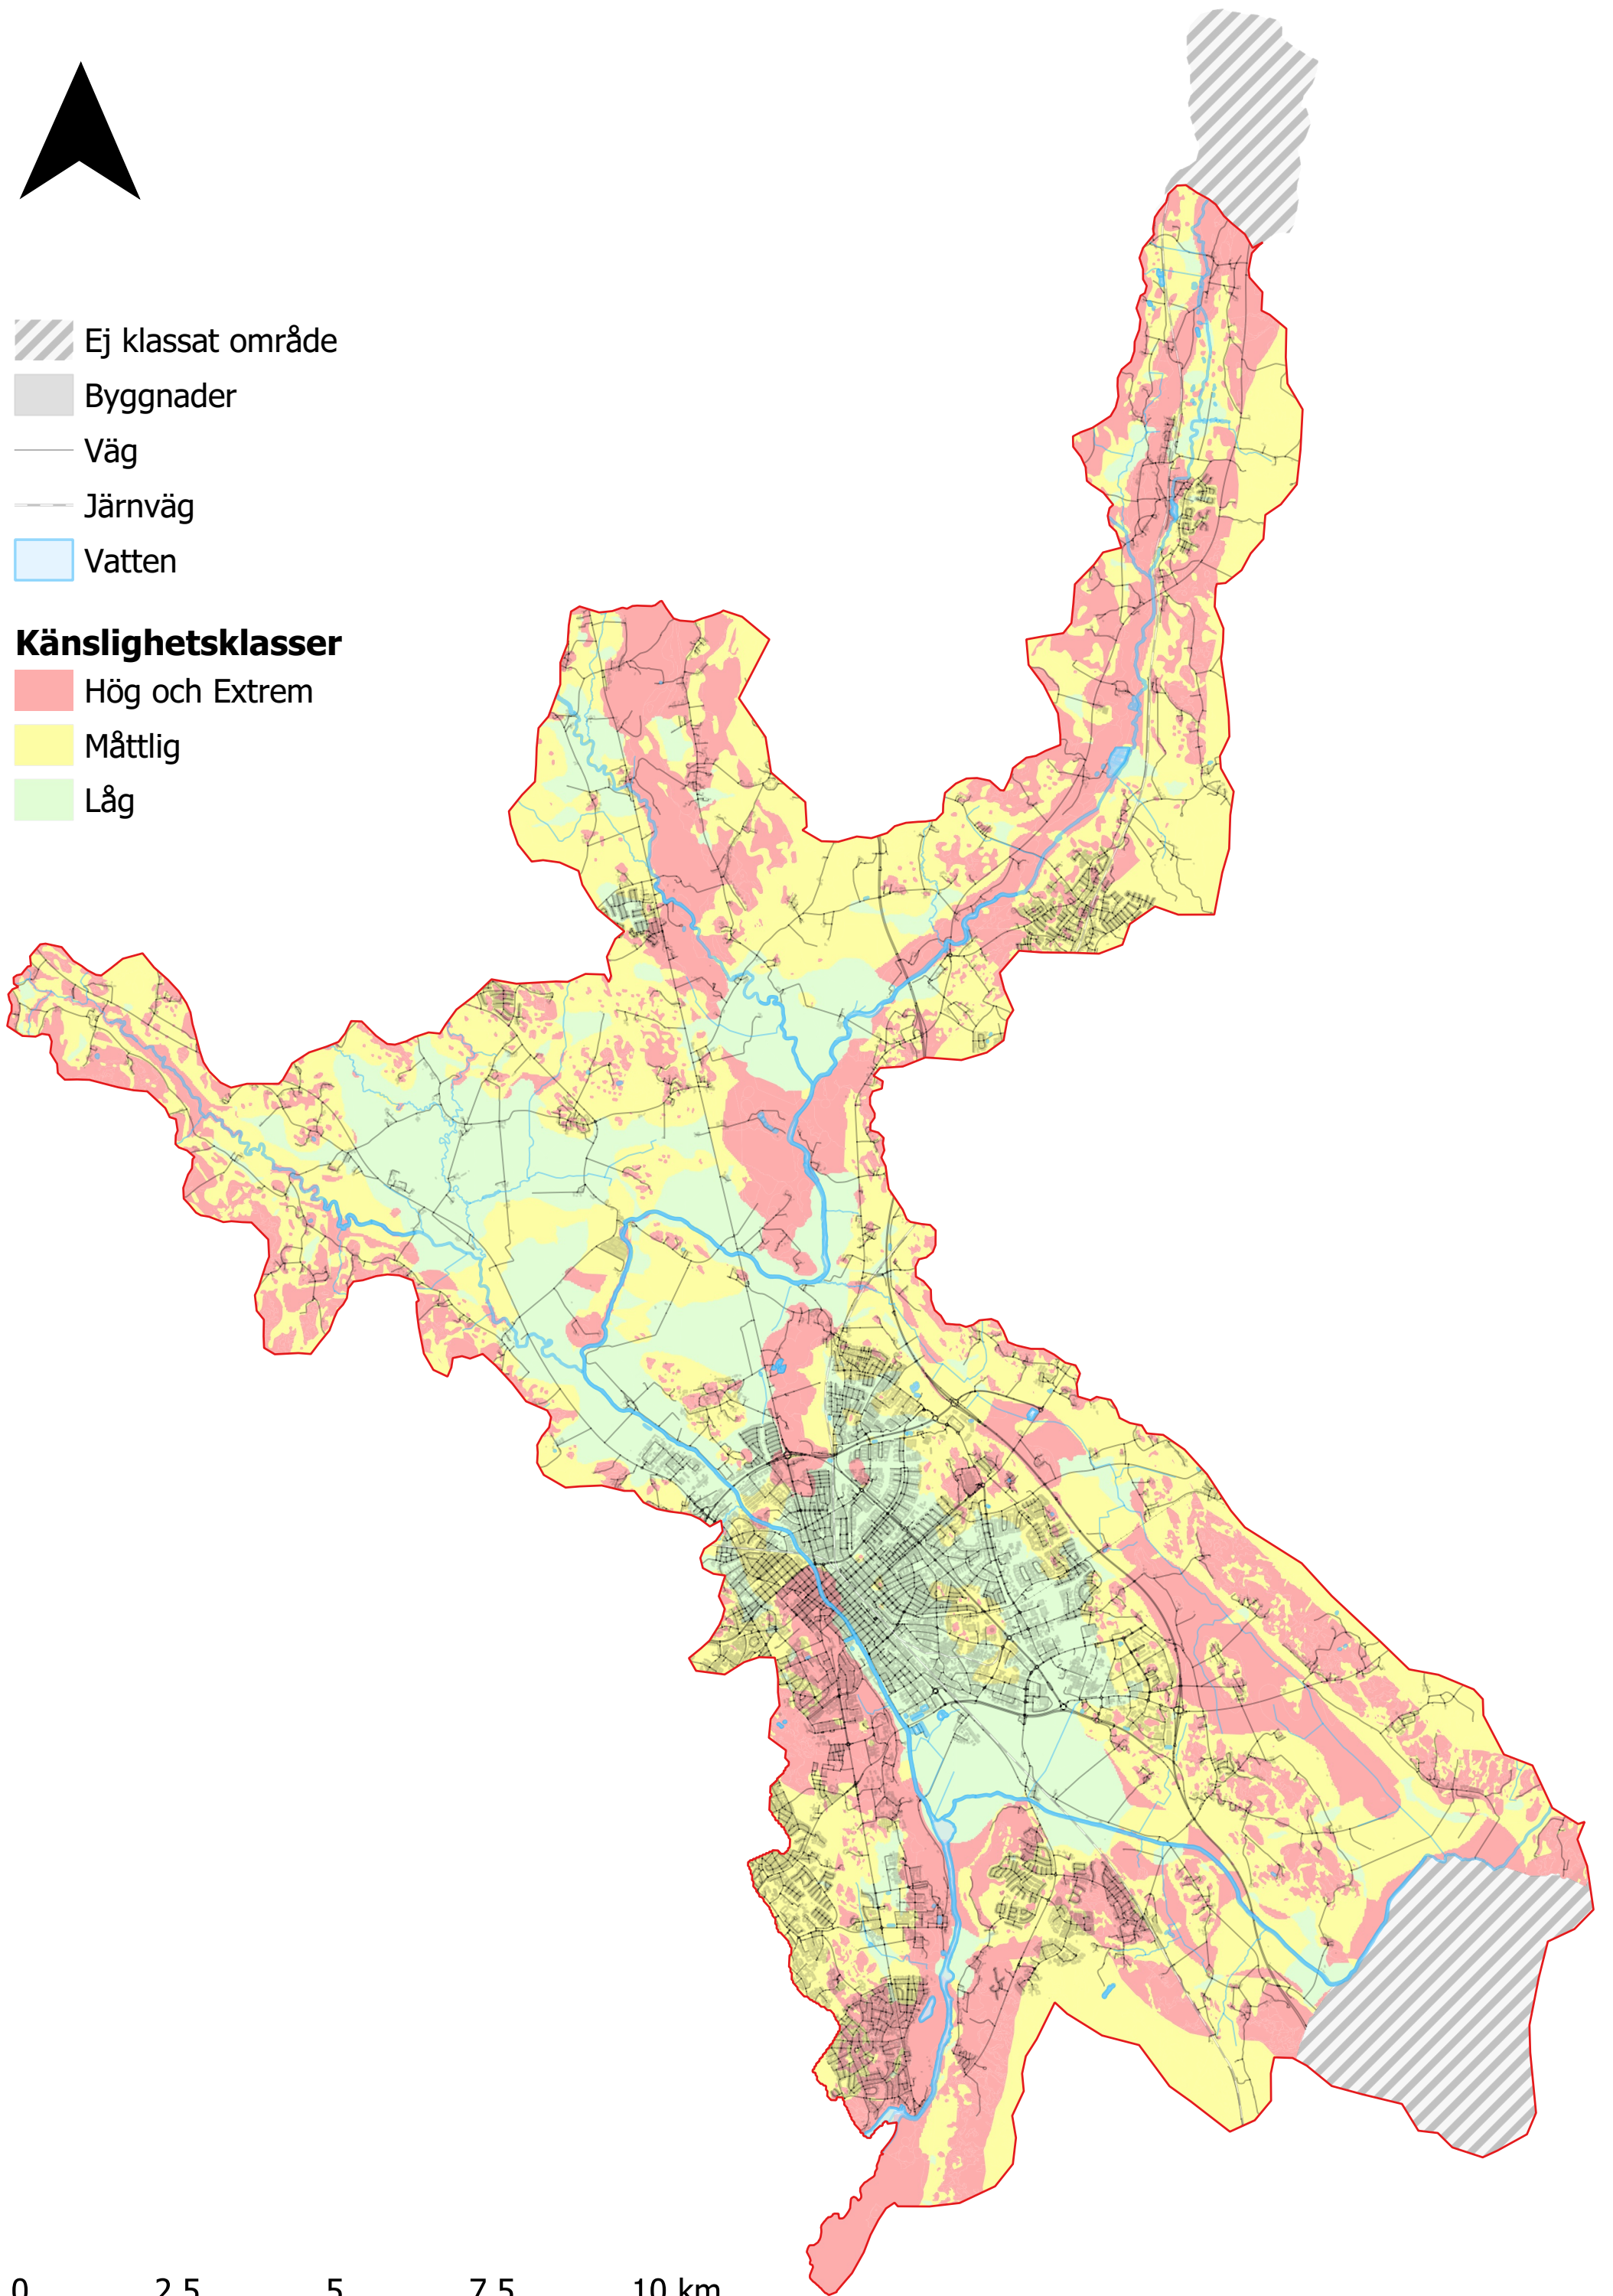 Ej klassat område
Byggnader
Väg
Järnväg
Vatten
Känslighetsklasser
Hög och Extrem
Måttlig
Låg
0 2,5 5 7,5 10 km